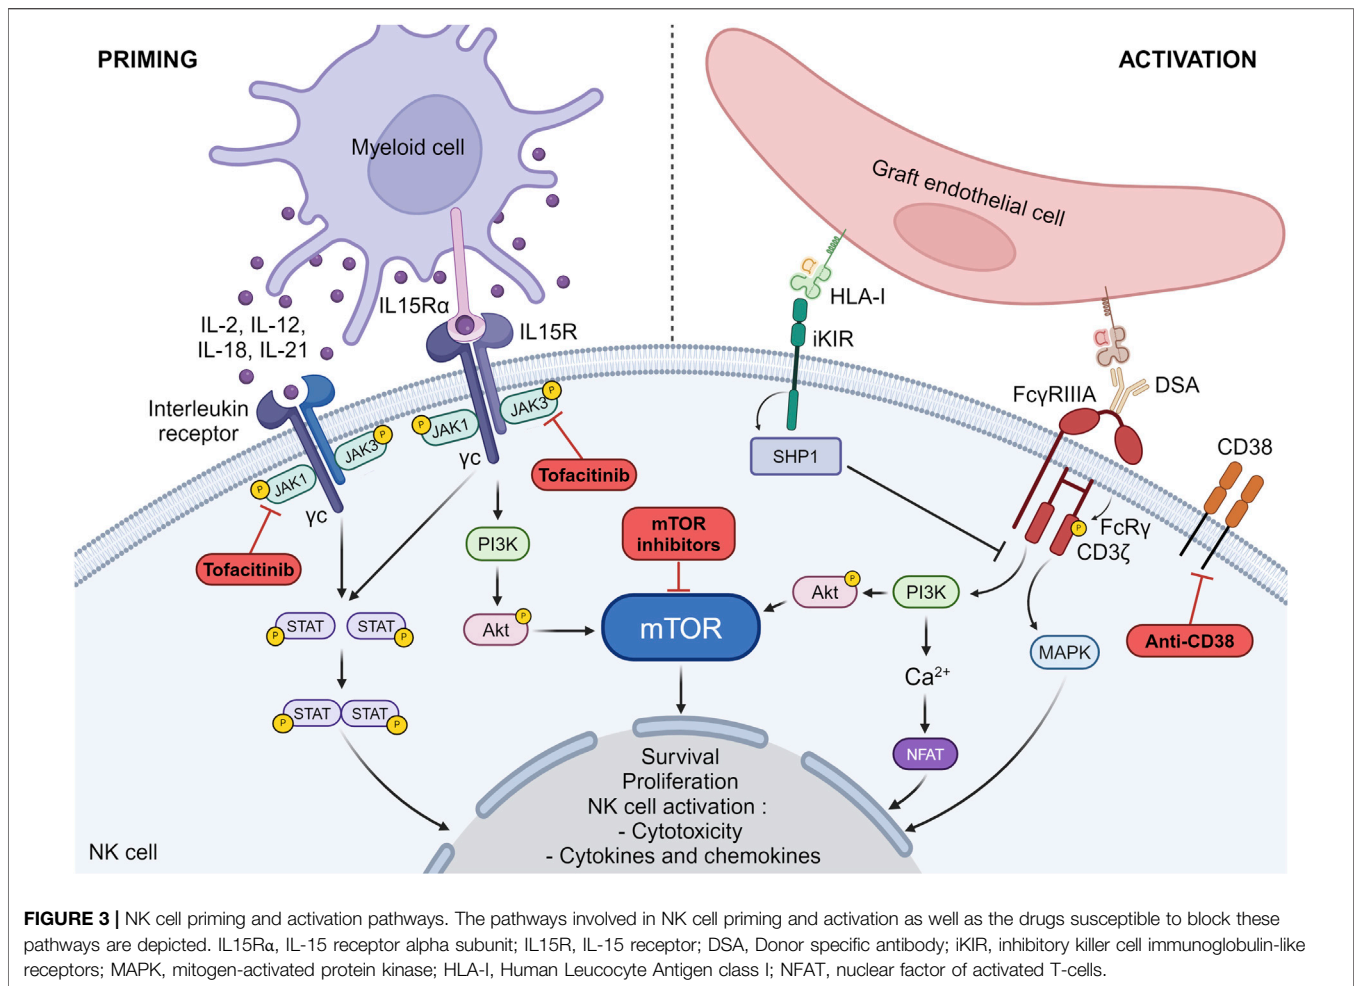 PRIMING
ACTIVATION
Myeloid cell
Graft endothelial cell
IL15Rα
IL15R
IL-2, IL-12,
IL-18, IL-21
HLA-I
iKIR
Interleukin
receptor
FcγRIIIA
DSA
P
JAK1
P
JAK3
P
JAK1
P
JAK3
γc
γc
SHP1
CD38
Tofacitinib
Tofacitinib
mTOR
inhibitors
P
FcRγ
CD3ζ
PI3K
Akt
P
PI3K
Akt
P
mTOR
MAPK
Anti-CD38
STAT
P
STAT
P
Ca2+
STAT
P
STAT
P
NFAT
Survival
Proliferation
NK cell activation :
- Cytotoxicity
- Cytokines and chemokines
NK cell
FIGURE 3 | NK cell priming and activation pathways. The pathways involved in NK cell priming and activation as well as the drugs susceptible to block these
pathways are depicted. IL15Rα, IL-15 receptor alpha subunit; IL15R, IL-15 receptor; DSA, Donor specific antibody; iKIR, inhibitory killer cell immunoglobulin-like
receptors; MAPK, mitogen-activated protein kinase; HLA-I, Human Leucocyte Antigen class I; NFAT, nuclear factor of activated T-cells.